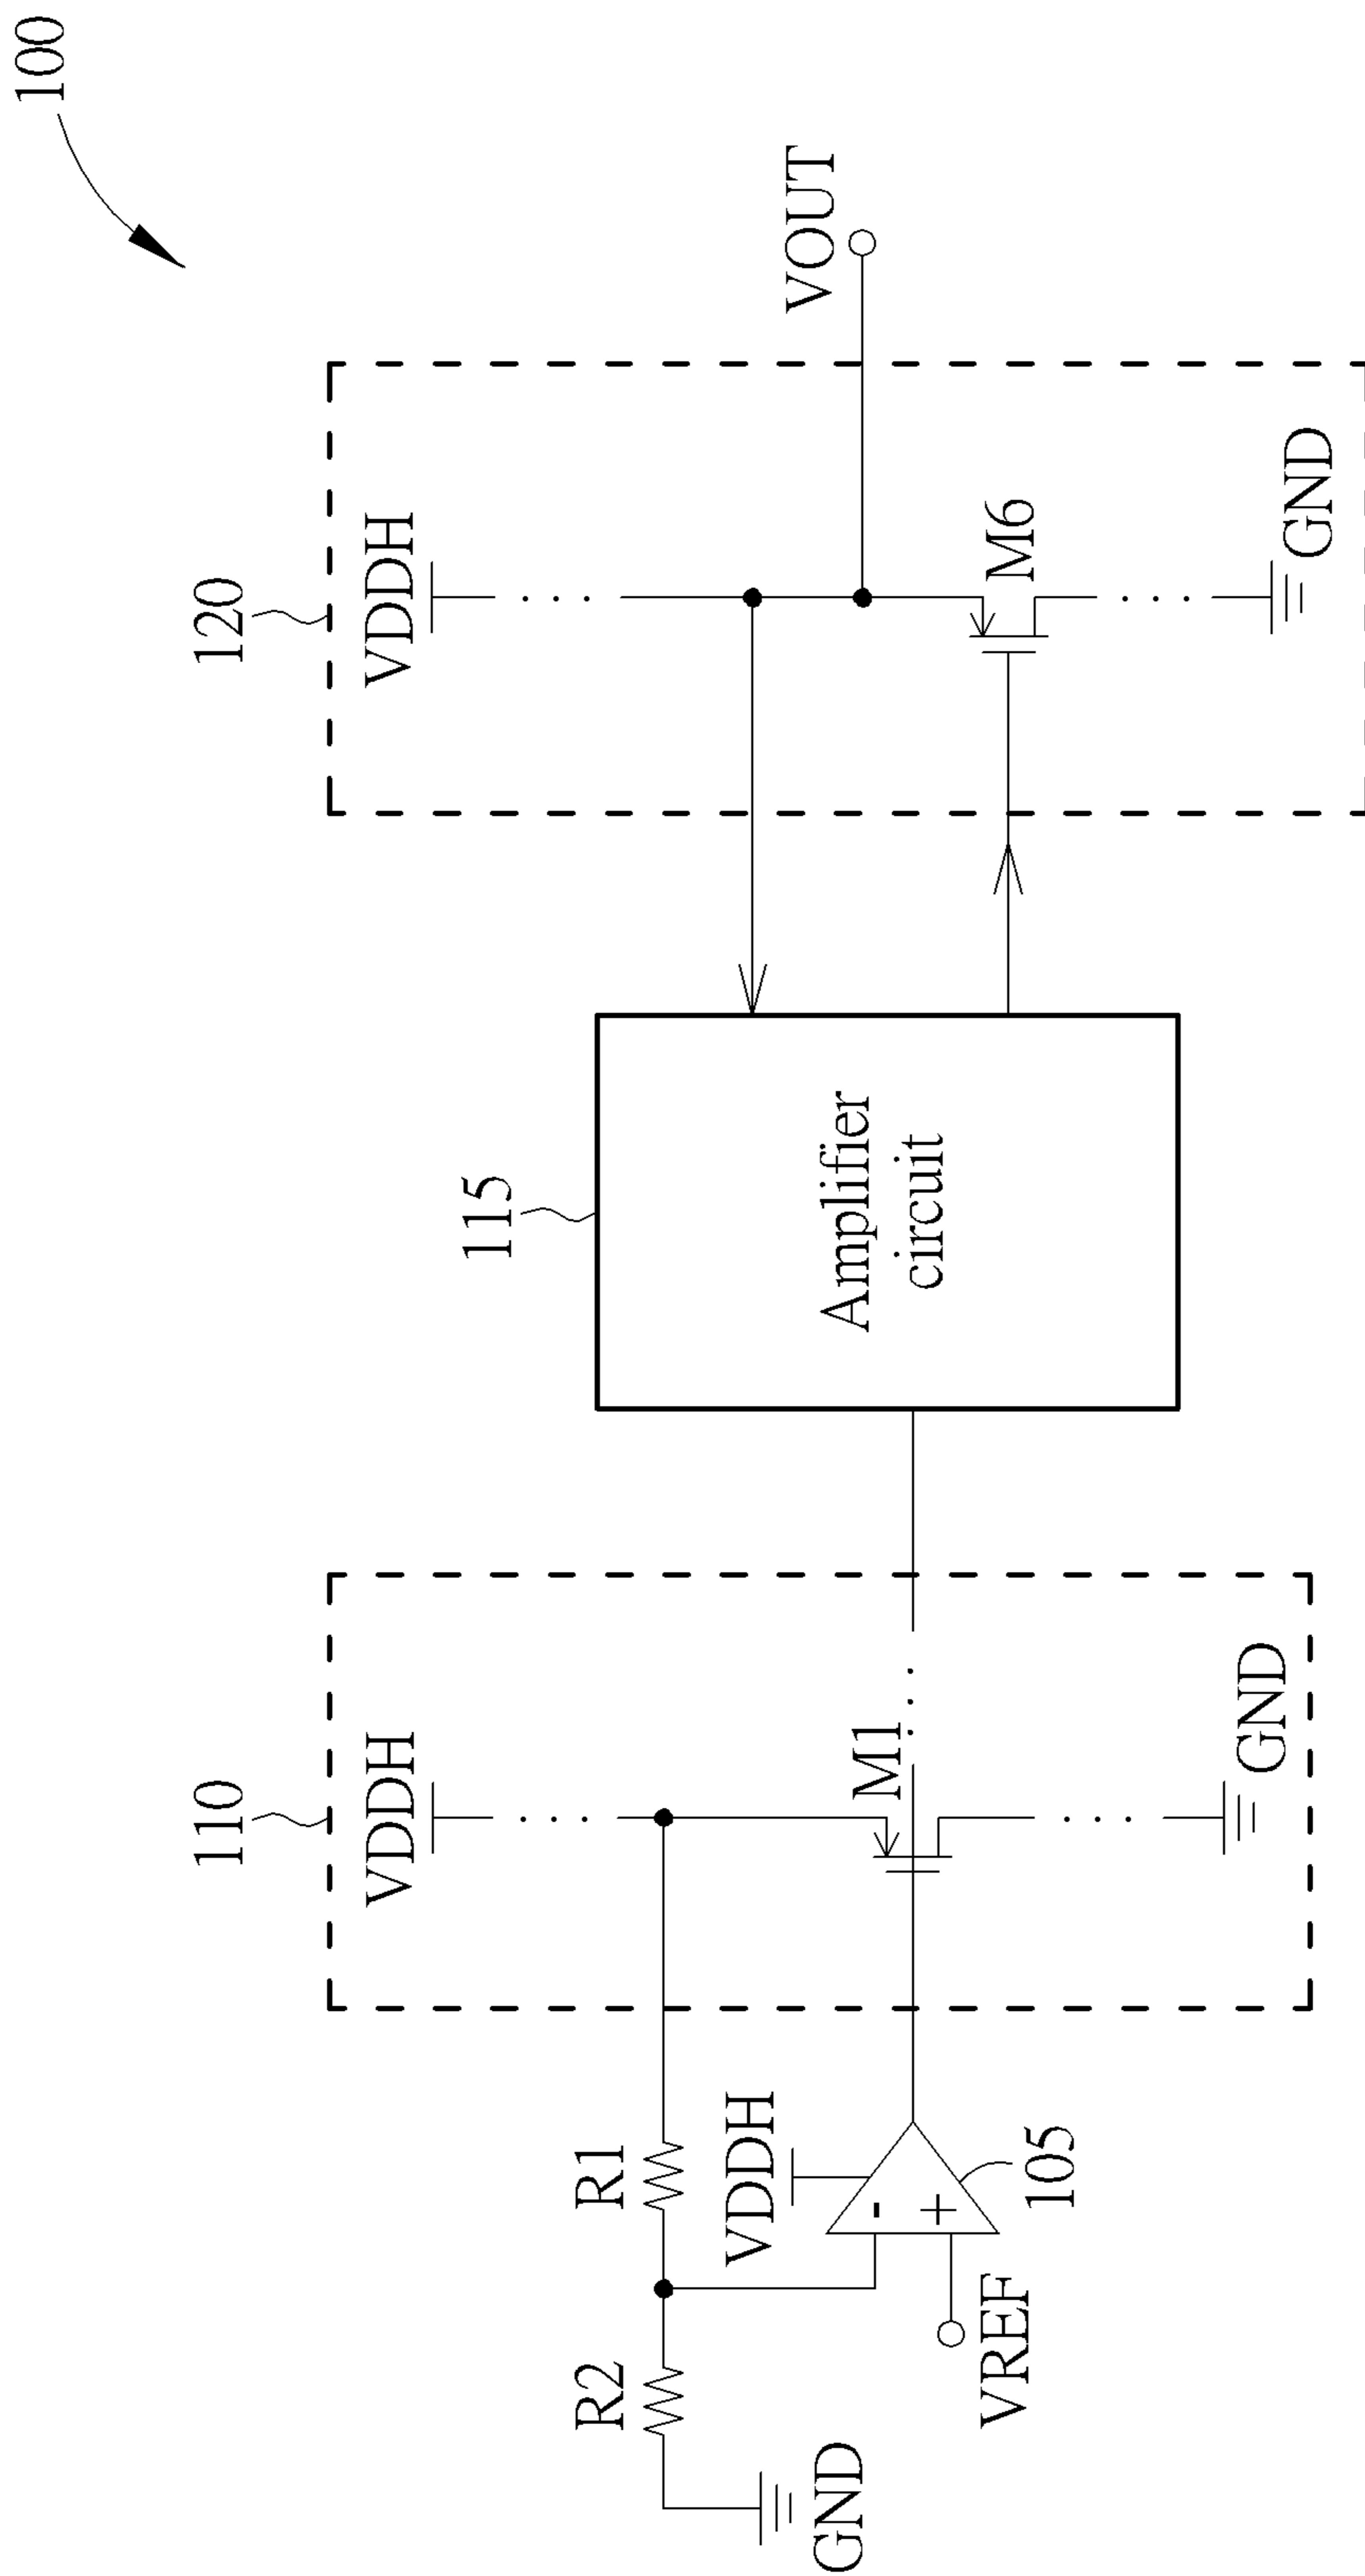 100
110
115
120
VDDH
VDDH
R2
R1
VDDH
M1
Amplifier
circuit
VOUT
M6
-
+
105
VREF
GND
GND
GND